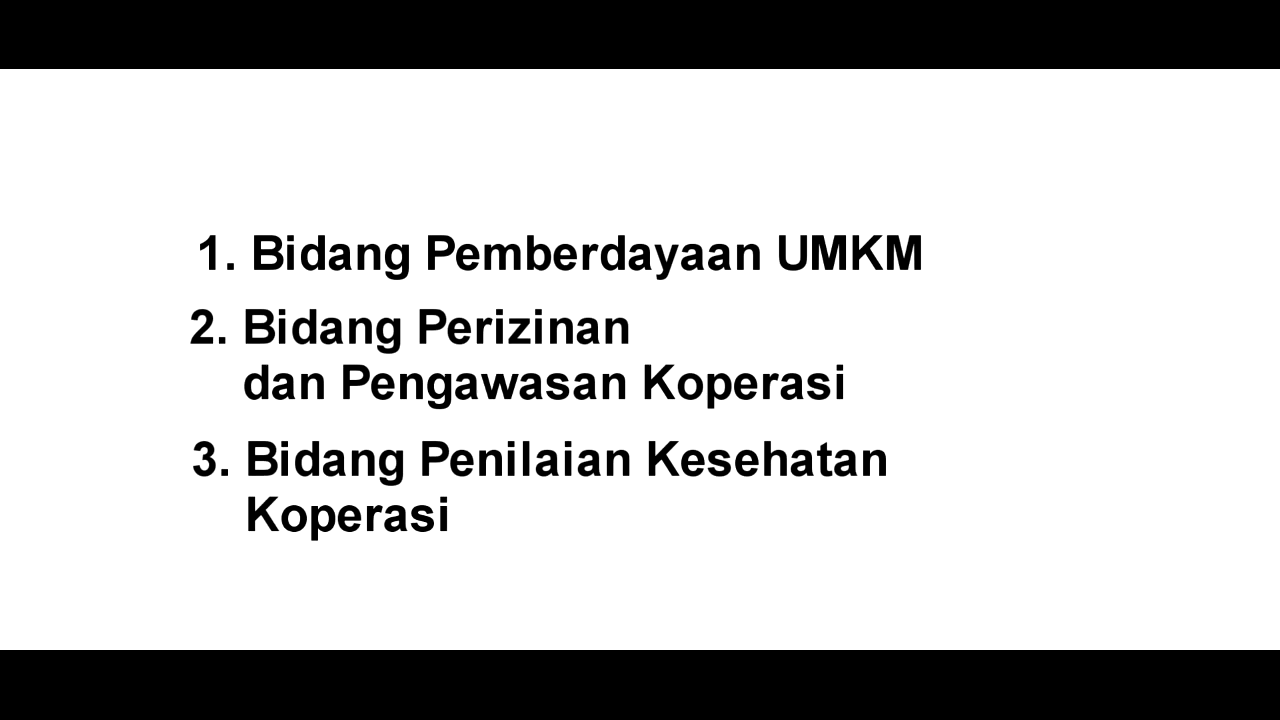 1. Bidang Pemberdayaan UMKM
2. Bidang Perizinan
dan Pengawasan Koperasi
3. Bidang Penilaian Kesehatan
Koperasi